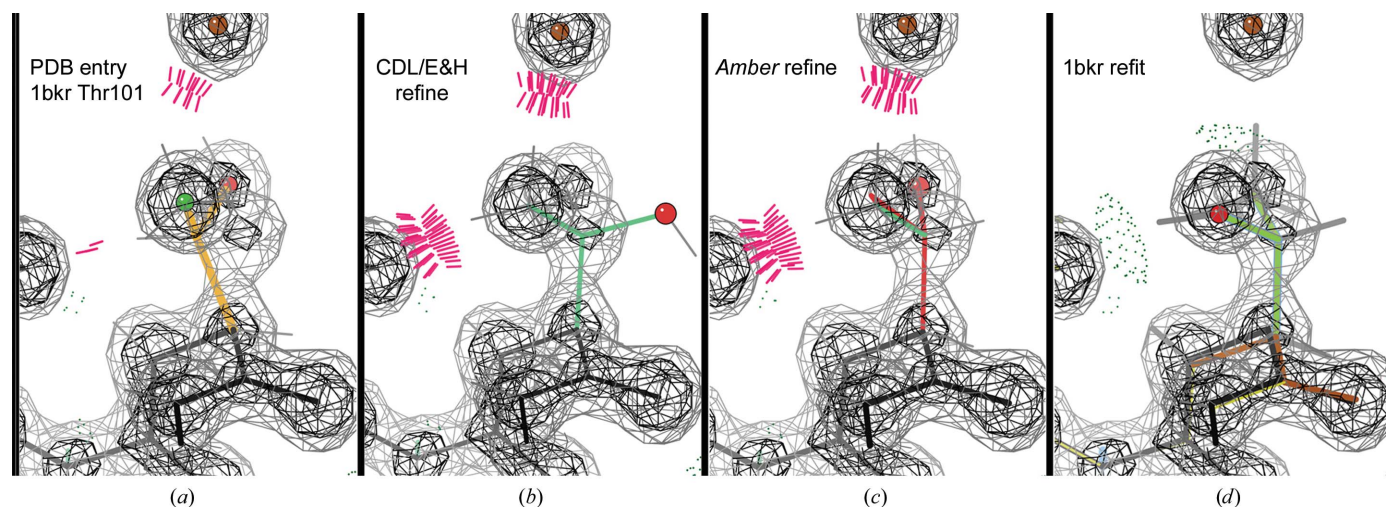 PDB entry
1bkr Thr101
CDL/E&H
refine
Amber refine
1bkr refit
(a)
(b)
(c)
(d)